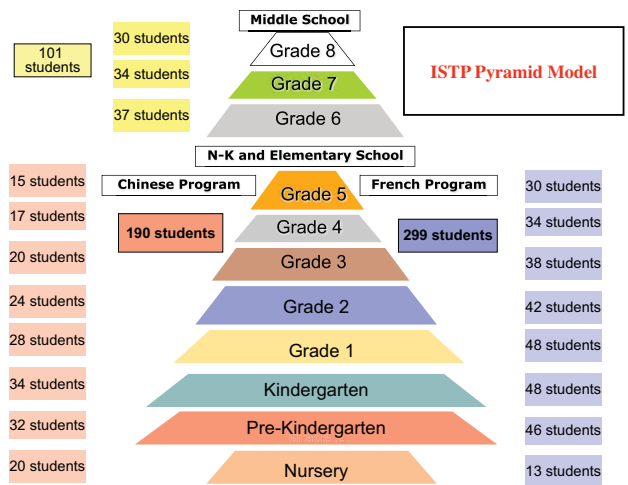 Middle School
30 students
Grade 8
ISTP Pyramid Model
101
students
34 students
Grade 7
37 students
Grade 6
N-K and Elementary School
15 students
Chinese Program
Grade 5
French Program
30 students
17 students
190 students
Grade 4
299 students
34 students
20 students
Grade 3
38 students
24 students
Grade 2
42 students
28 students
Grade 1
48 students
34 students
Kindergarten
48 students
32 students
Pre-Kindergarten
46 students
20 students
Nursery
13 students